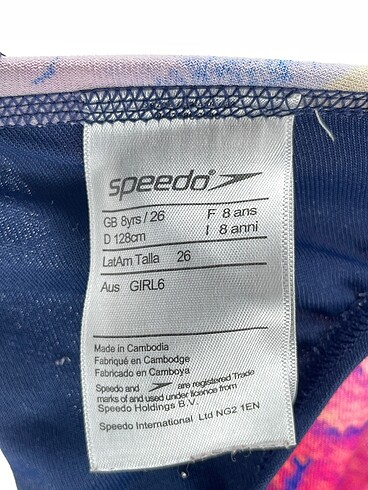 speedo
GB 8yrs / 26 F 8 ans
D 128cm I 8 anni
LatAm Talla 26
Aus GIRL6
Made in Cambodia
Fabriqué en Cambodge
Fabricado en Camboya
Speedo and are registered Trade
marks of and used under licence from
Speedo Holdings B.V.
Speedo International Ltd NG2 1EN